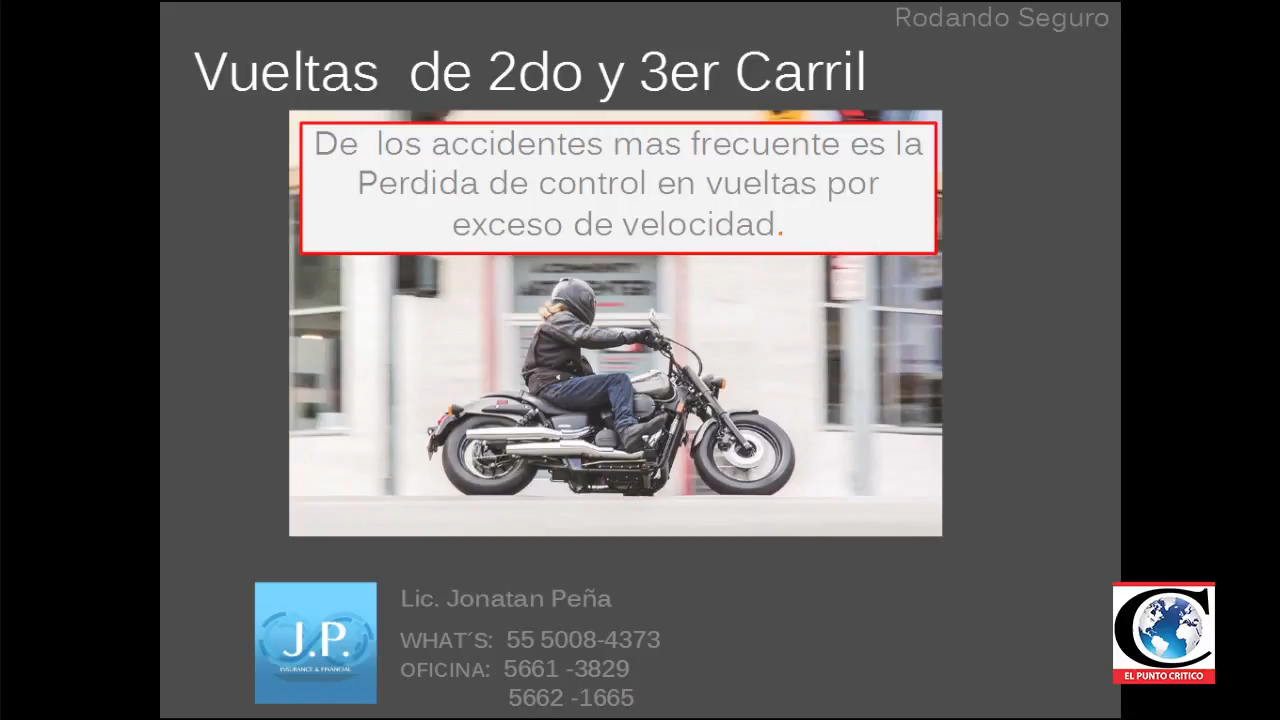 Rodando Seguro
Vueltas de 2do y 3er Carril
De los accidentes mas frecuente es la
Perdida de control en vueltas por
exceso de velocidad.
J.P.
INSURANCE & FINANCIAL
Lic. Jonatan Peña
WHAT´S: 55 5008-4373
OFICINA: 5661 -3829
5662 -1665
C
EL PUNTO CRITICO